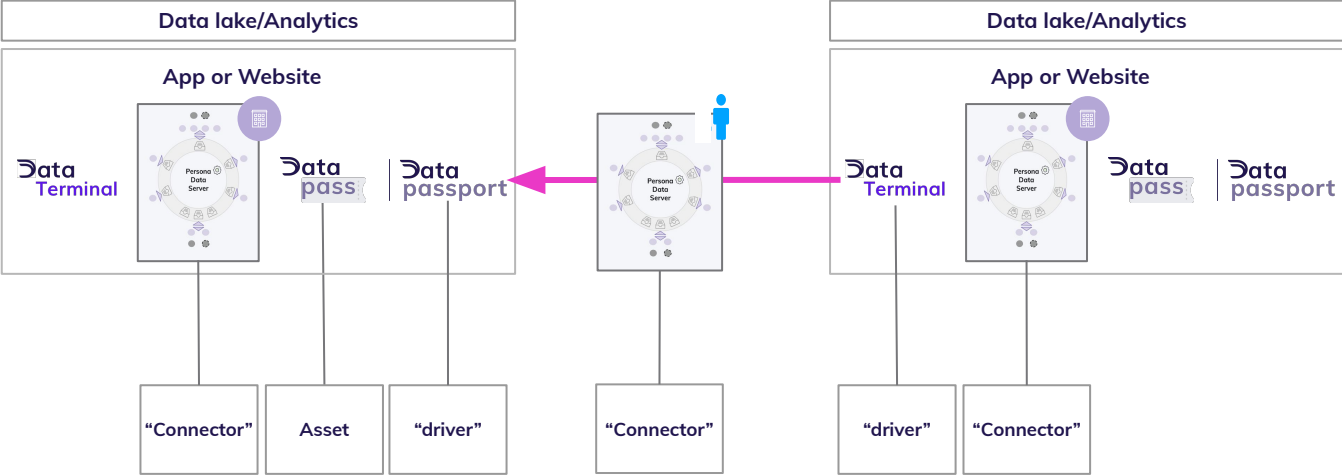 Data lake/Analytics
Data lake/Analytics
App or Website
App or Website
Data
Terminal
Persona
Data
Server
Data
pass
Data
passport
Persona
Data
Server
Data
Terminal
Persona
Data
Server
Data
pass
Data
passport
“Connector”
Asset
“driver”
“Connector”
“driver”
“Connector”